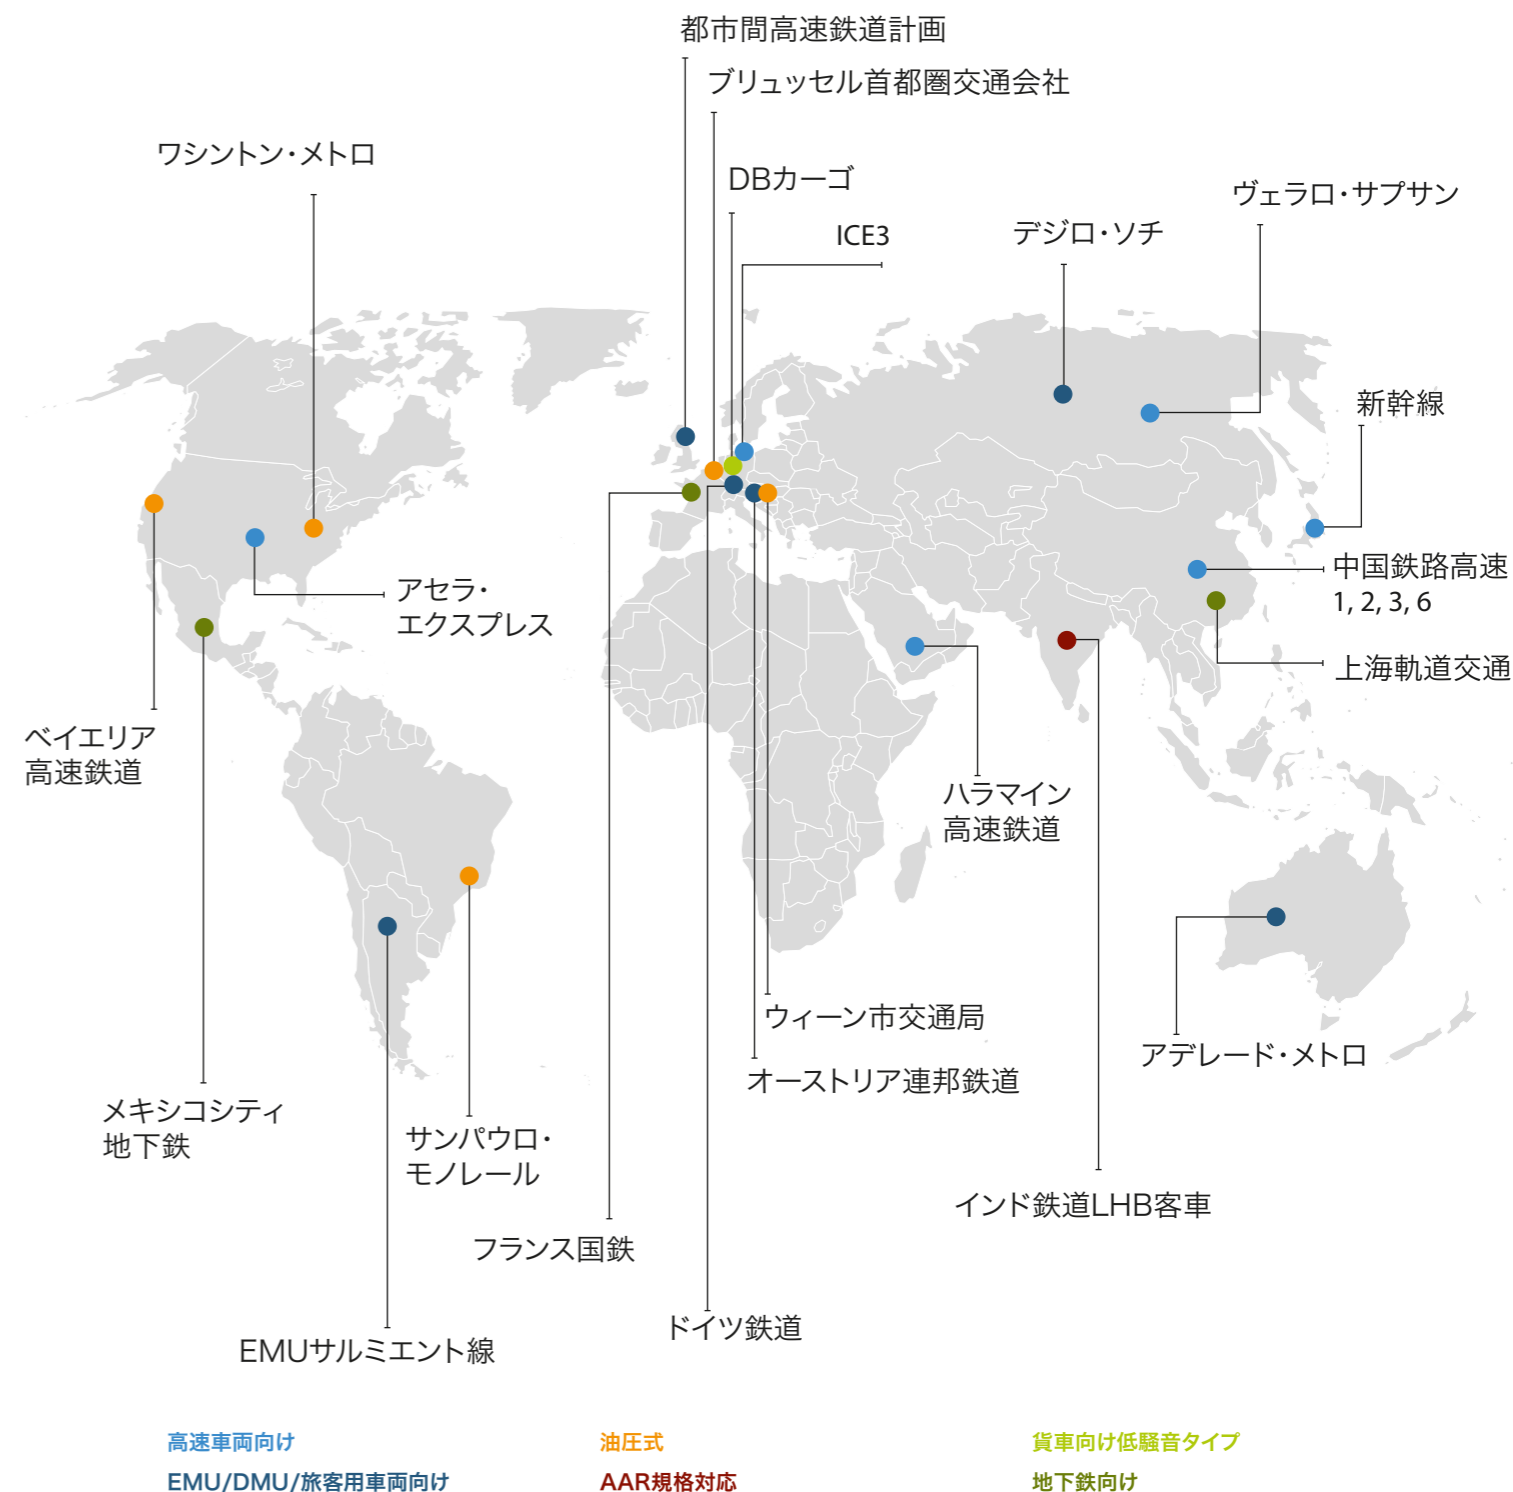 都市間高速鉄道計画
ブリュッセル首都圏交通会社
ワシントン・メトロ
DBカーゴ
ヴェラロ・サプサン
ICE3
デジロ・ソチ
新幹線
中国鉄路高速
1, 2, 3, 6
アセラ・
エクスプレス
上海軌道交通
ベイエリア
高速鉄道
ハラマイン
高速鉄道
ウィーン市交通局
アデレード・メトロ
オーストリア連邦鉄道
メキシコシティ
地下鉄
サンパウロ・
モノレール
インド鉄道LHB客車
フランス国鉄
ドイツ鉄道
EMUサルミエント線
高速車両向け
油圧式
貨車向け低騒音タイプ
EMU/DMU/旅客用車両向け
AAR規格対応
地下鉄向け